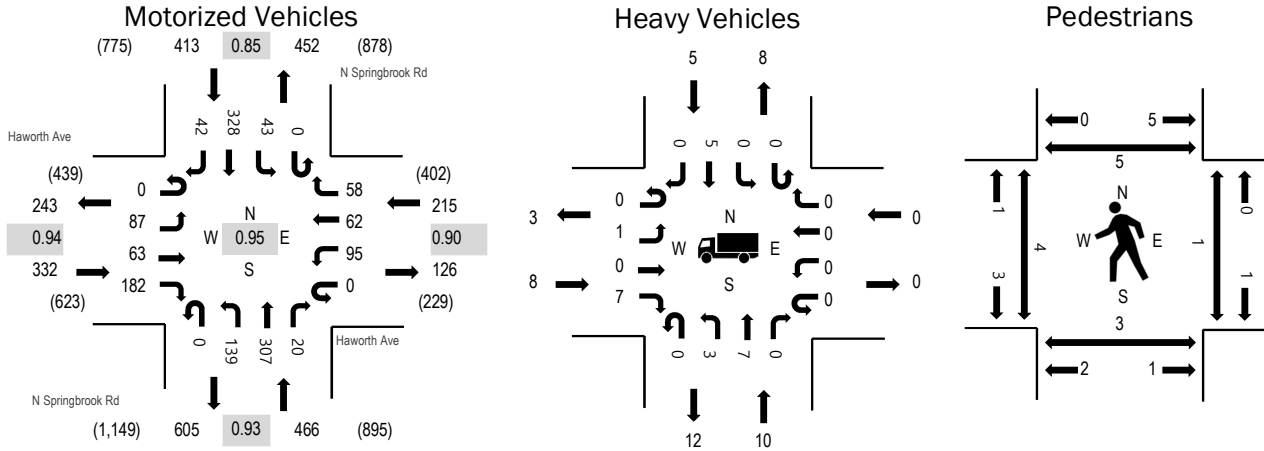 Motorized Vehicles
(775) 413 0.85 452 (878)
N Springbrook Rd
Haworth Ave
42 328 43 0
(439)
243
0.94
332
(623)
0
87
63
182
N
W 0.95 E
S
58
62
95
0
(402)
215
0.90
126
(229)
0 139 307 20
Haworth Ave
N Springbrook Rd
(1,149) 605 0.93 466 (895)
Heavy Vehicles
5 8
0 5 0 0
3
8
0
1
0
7
N
W E
S
0
0
0
0
0
0
0 3 7 0
12 10
Pedestrians
0 5
5
1
3
4
N
W E
S
1
0
1
3
2 1